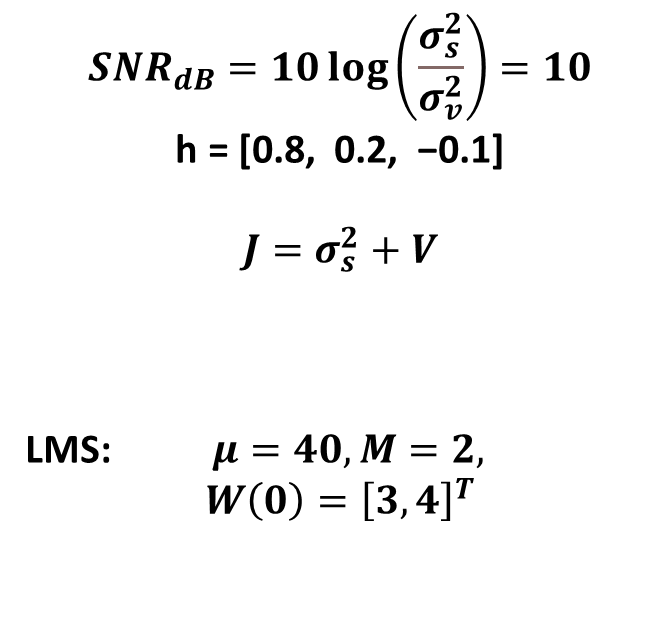 SNR_dB = 10 log(σ_s^2 / σ_v^2) = 10
h = [0.8, 0.2, −0.1]
J = σ_s^2 + V
LMS: μ = 40, M = 2,
W(0) = [3, 4]^T